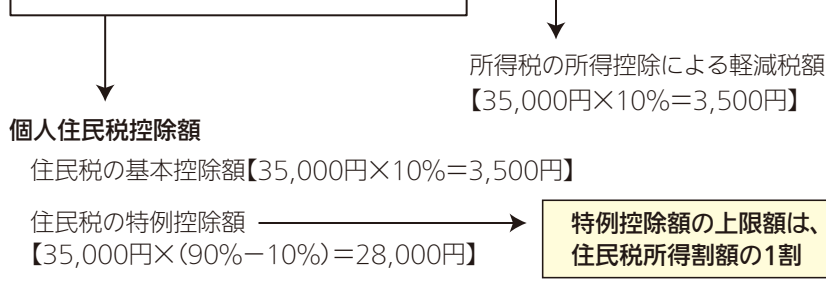 所得税の所得控除による軽減税額
【35,000円×10%＝3,500円】
個人住民税控除額
住民税の基本控除額【35,000円×10%＝3,500円】
住民税の特例控除額
【35,000円×(90%－10%)＝28,000円】
特例控除額の上限額は、
住民税所得割額の1割